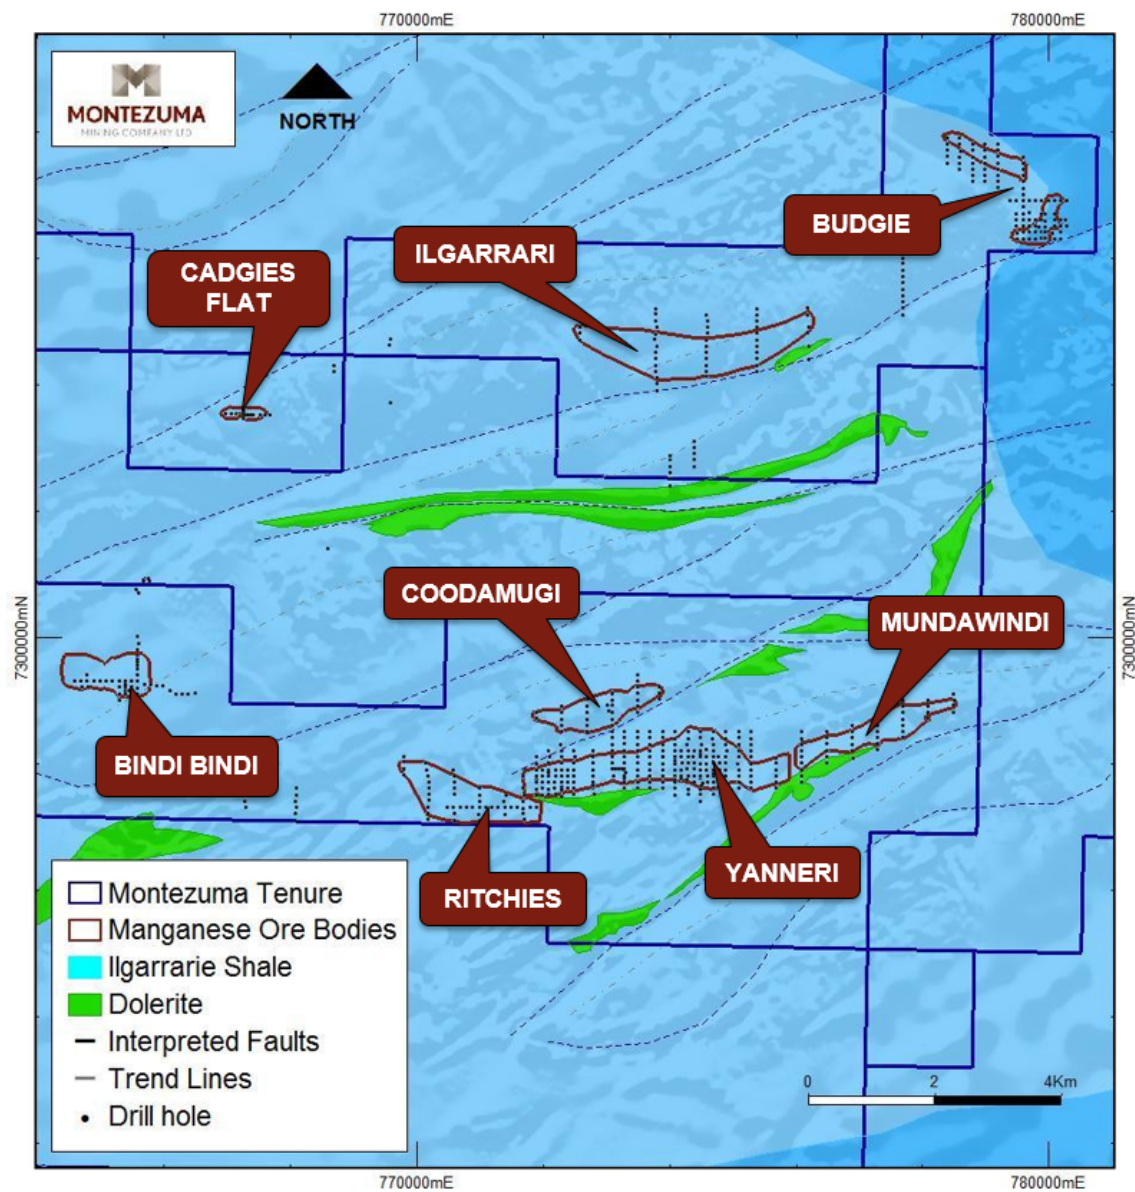 770000mE
780000mE
MONTEZUMA
MINING COMPANY LTD
NORTH
BUDGIE
ILGARRARI
CADGIES
FLAT
COODAMUGI
MUNDAWINDI
7300000mN
7300000mN
BINDI BINDI
YANNERI
RITCHIES
Montezuma Tenure
Manganese Ore Bodies
Ilgarrarie Shale
Dolerite
Interpreted Faults
Trend Lines
Drill hole
0 2 4Km
770000mE
780000mE